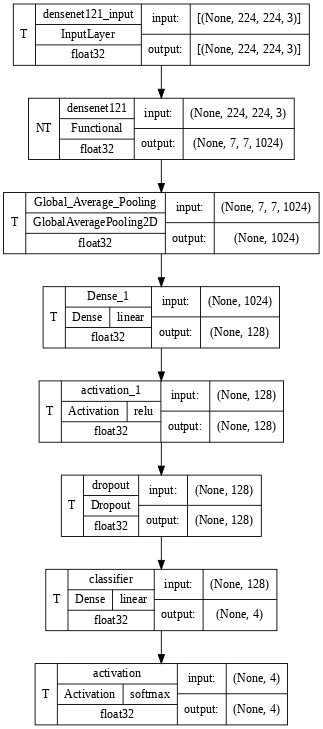 T densenet121_input input: [(None, 224, 224, 3)]
InputLayer
float32 output: [(None, 224, 224, 3)]
NT densenet121 input: (None, 224, 224, 3)
Functional
float32 output: (None, 7, 7, 1024)
T Global_Average_Pooling input: (None, 7, 7, 1024)
GlobalAveragePooling2D
float32 output: (None, 1024)
T Dense_1 input: (None, 1024)
Dense linear
float32 output: (None, 128)
T activation_1 input: (None, 128)
Activation relu
float32 output: (None, 128)
T dropout input: (None, 128)
Dropout
float32 output: (None, 128)
T classifier input: (None, 128)
Dense linear
float32 output: (None, 4)
T activation input: (None, 4)
Activation softmax
float32 output: (None, 4)